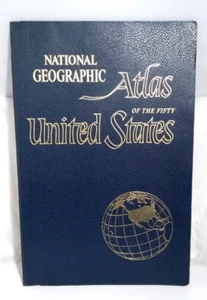 NATIONAL
GEOGRAPHIC
Atlas
OF THE FIFTY
United States